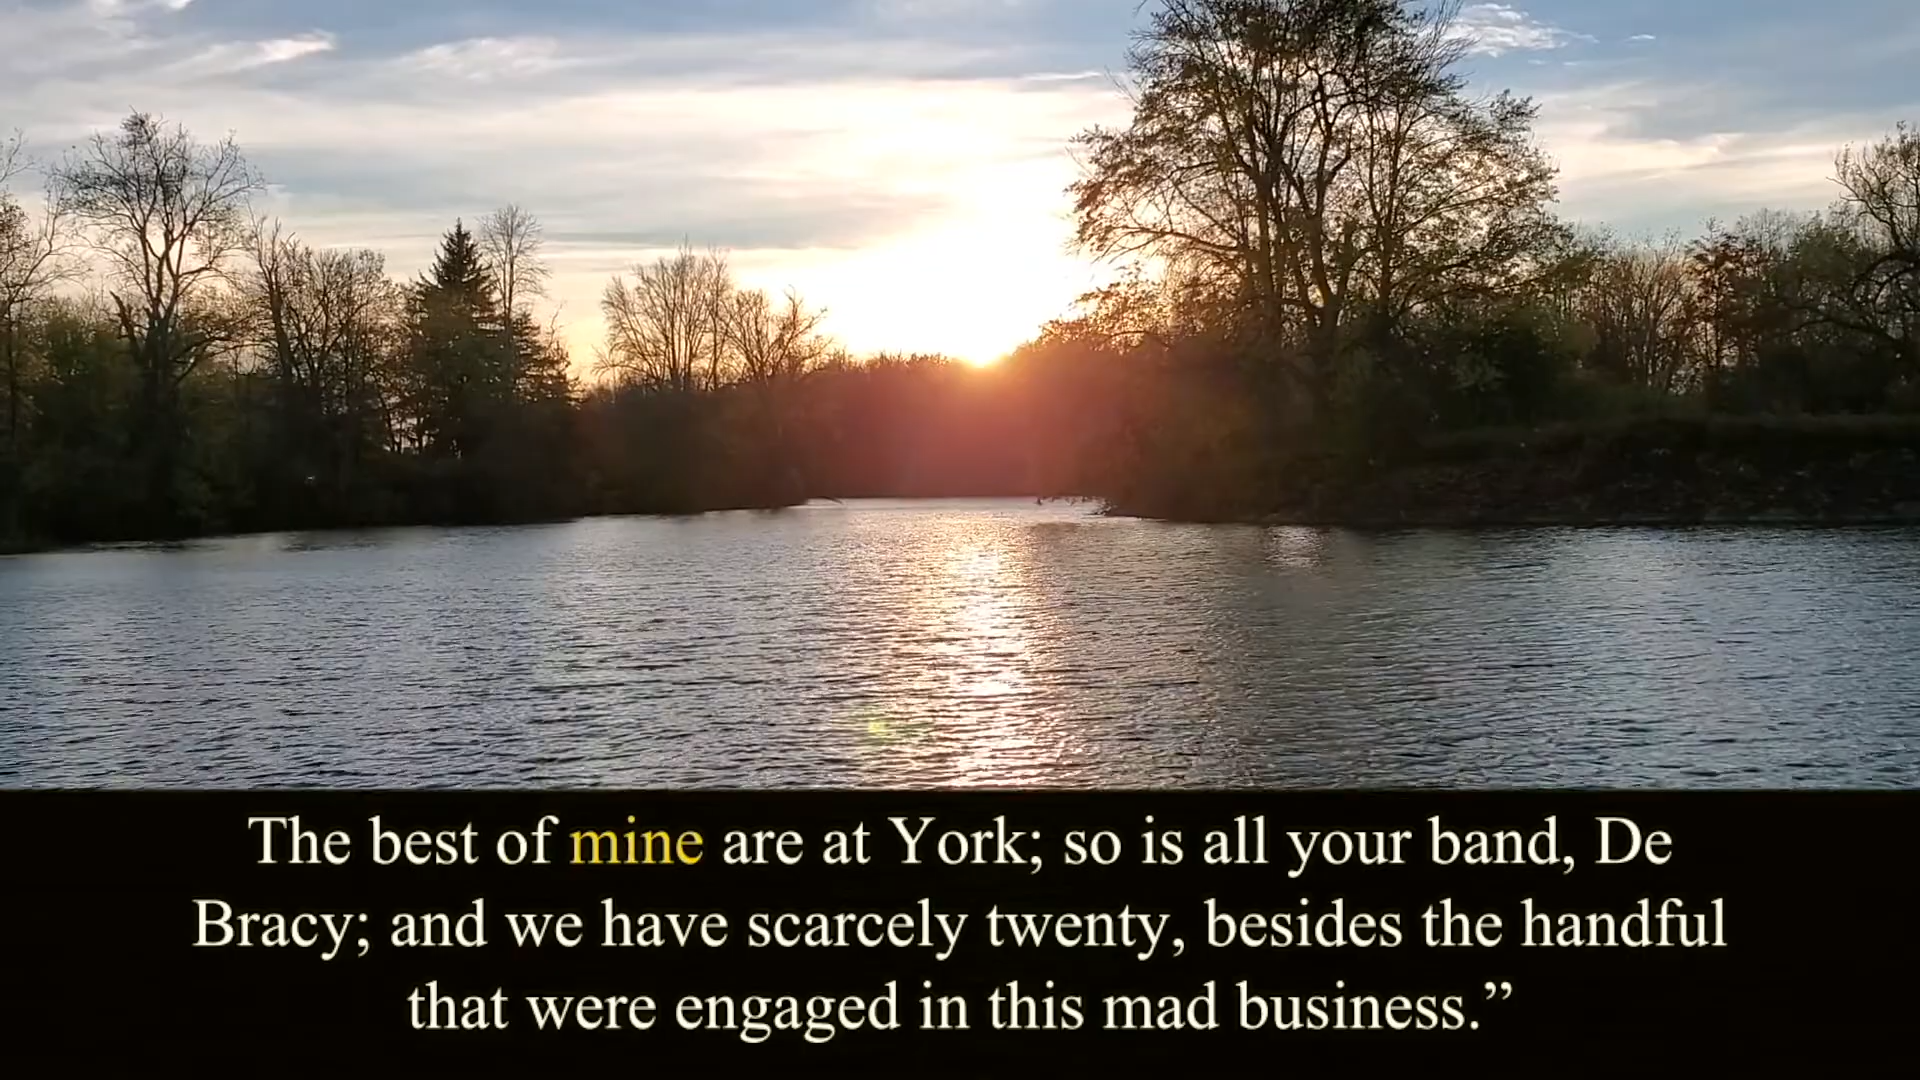 The best of mine are at York; so is all your band, De
Bracy; and we have scarcely twenty, besides the handful
that were engaged in this mad business.”